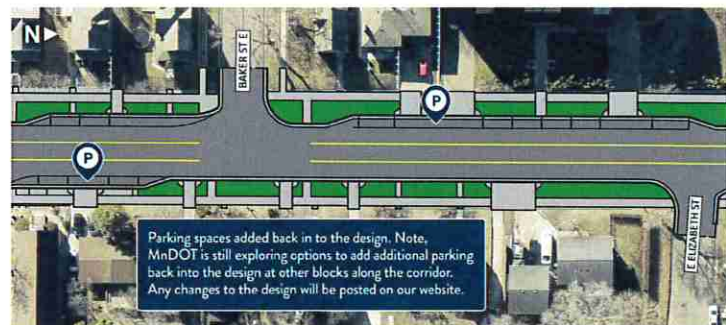 N
BAKER ST E
P
P
E ELIZABETH ST
Parking spaces added back in to the design. Note,
MnDOT is still exploring options to add additional parking
back into the design at other blocks along the corridor.
Any changes to the design will be posted on our website.